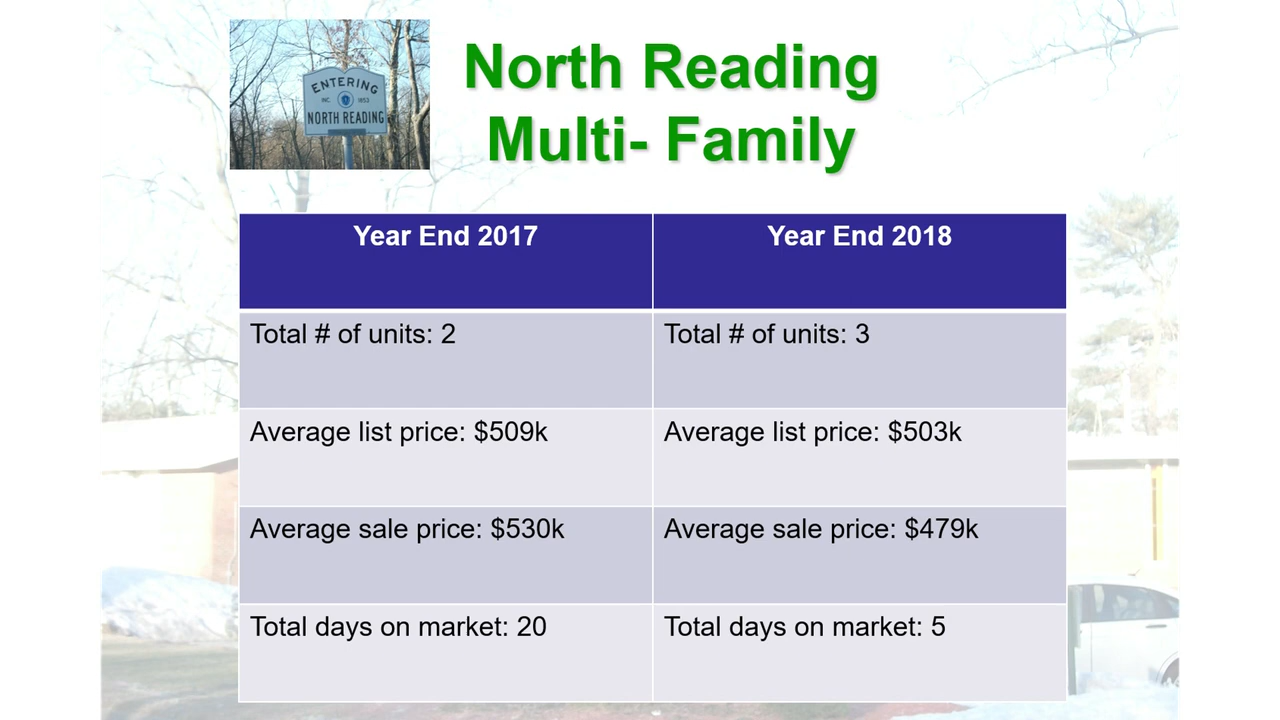 ENTERING
INC. 1853
NORTH READING
North Reading
Multi- Family
Year End 2017
Year End 2018
Total # of units: 2
Total # of units: 3
Average list price: $509k
Average list price: $503k
Average sale price: $530k
Average sale price: $479k
Total days on market: 20
Total days on market: 5